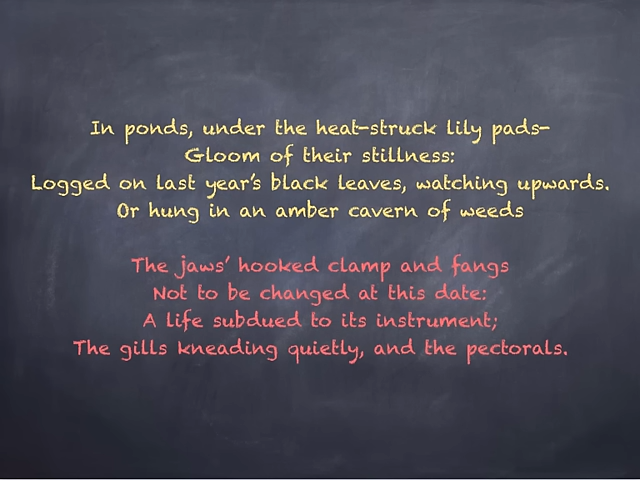 In ponds, under the heat-struck lily pads-
Gloom of their stillness:
Logged on last year's black leaves, watching upwards.
Or hung in an amber cavern of weeds
The jaws' hooked clamp and fangs
Not to be changed at this date:
A life subdued to its instrument;
The gills kneading quietly, and the pectorals.